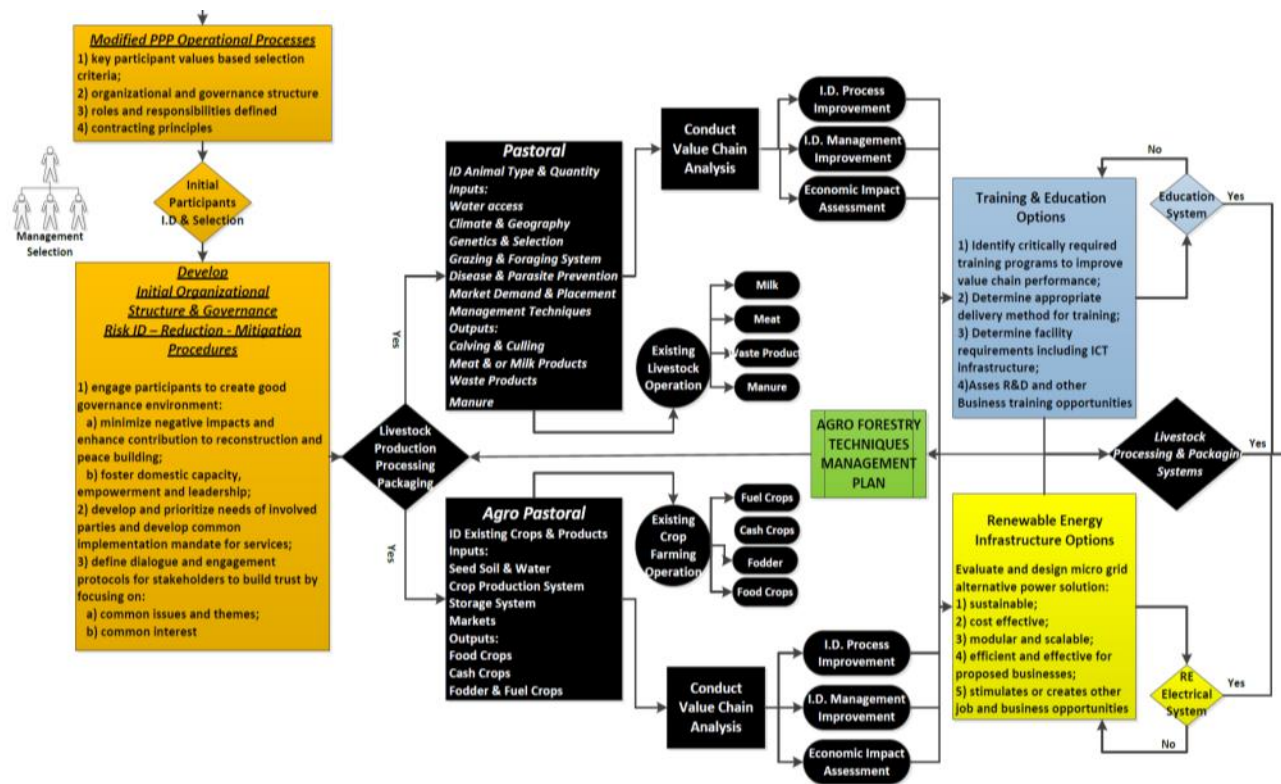 Modified PPP Operational Processes
1) key participant values based selection
criteria;
2) organizational and governance structure
3) roles and responsibilities defined
4) contracting principles
Initial
Participants
I.D & Selection
Management
Selection
Develop
Initial Organizational
Structure & Governance
Risk ID – Reduction - Mitigation
Procedures
1) engage participants to create good
governance environment:
a) minimize negative impacts and
enhance contribution to reconstruction and
peace building;
b) foster domestic capacity,
empowerment and leadership;
2) develop and prioritize needs of involved
parties and develop common
implementation mandate for services;
3) define dialogue and engagement
protocols for stakeholders to build trust by
focusing on:
a) common issues and themes;
b) common interest
Yes
Livestock
Production
Processing
Packaging
Yes
Pastoral
ID Animal Type & Quantity
Inputs:
Water access
Climate & Geography
Genetics & Selection
Grazing & Foraging System
Disease & Parasite Prevention
Market Demand & Placement
Management Techniques
Outputs:
Calving & Culling
Meat & or Milk Products
Waste Products
Manure
Conduct
Value Chain
Analysis
I.D. Process
Improvement
I.D. Management
Improvement
Economic Impact
Assessment
Existing
Livestock
Operation
Milk
Meat
Waste Product
Manure
AGRO FORESTRY
TECHNIQUES
MANAGEMENT
PLAN
Agro Pastoral
ID Existing Crops & Products
Inputs:
Seed Soil & Water
Crop Production System
Storage System
Markets
Outputs:
Food Crops
Cash Crops
Fodder & Fuel Crops
Existing
Crop
Farming
Operation
Fuel Crops
Cash Crops
Fodder
Food Crops
Conduct
Value Chain
Analysis
I.D. Process
Improvement
I.D. Management
Improvement
Economic Impact
Assessment
Training & Education
Options
1) Identify critically required
training programs to improve
value chain performance;
2) Determine appropriate
delivery method for training;
3) Determine facility
requirements including ICT
infrastructure;
4)Asses R&D and other
Business training opportunities
No
Education
System
Yes
Livestock
Processing & Packaging
Systems
Yes
Renewable Energy
Infrastructure Options
Evaluate and design micro grid
alternative power solution:
1) sustainable;
2) cost effective;
3) modular and scalable;
4) efficient and effective for
proposed businesses;
5) stimulates or creates other
job and business opportunities
RE
Electrical
System
Yes
No